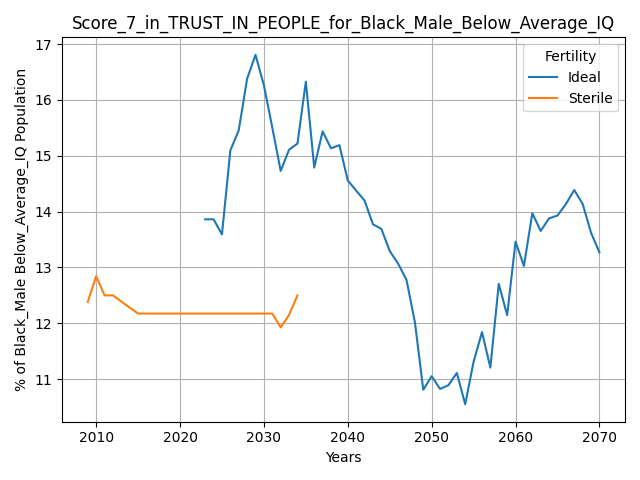 Score_7_in_TRUST_IN_PEOPLE_for_Black_Male_Below_Average_IQ
17
16
15
14
13
12
11
% of Black_Male Below_Average_IQ Population
Fertility
Ideal
Sterile
2010 2020 2030 2040 2050 2060 2070
Years